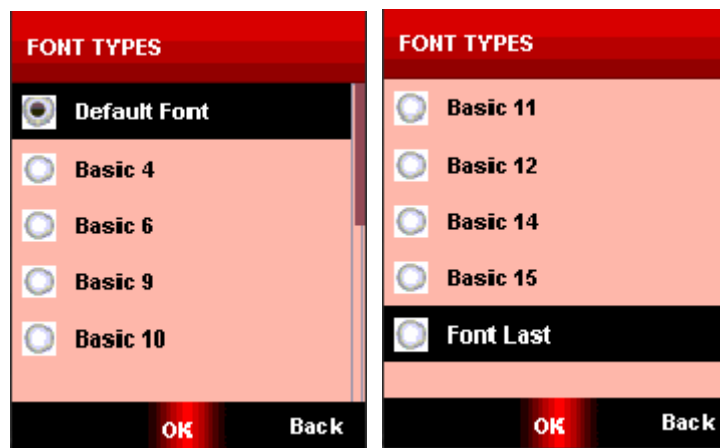 FONT TYPES
Default Font
Basic 4
Basic 6
Basic 9
Basic 10
OK Back
FONT TYPES
Basic 11
Basic 12
Basic 14
Basic 15
Font Last
OK Back